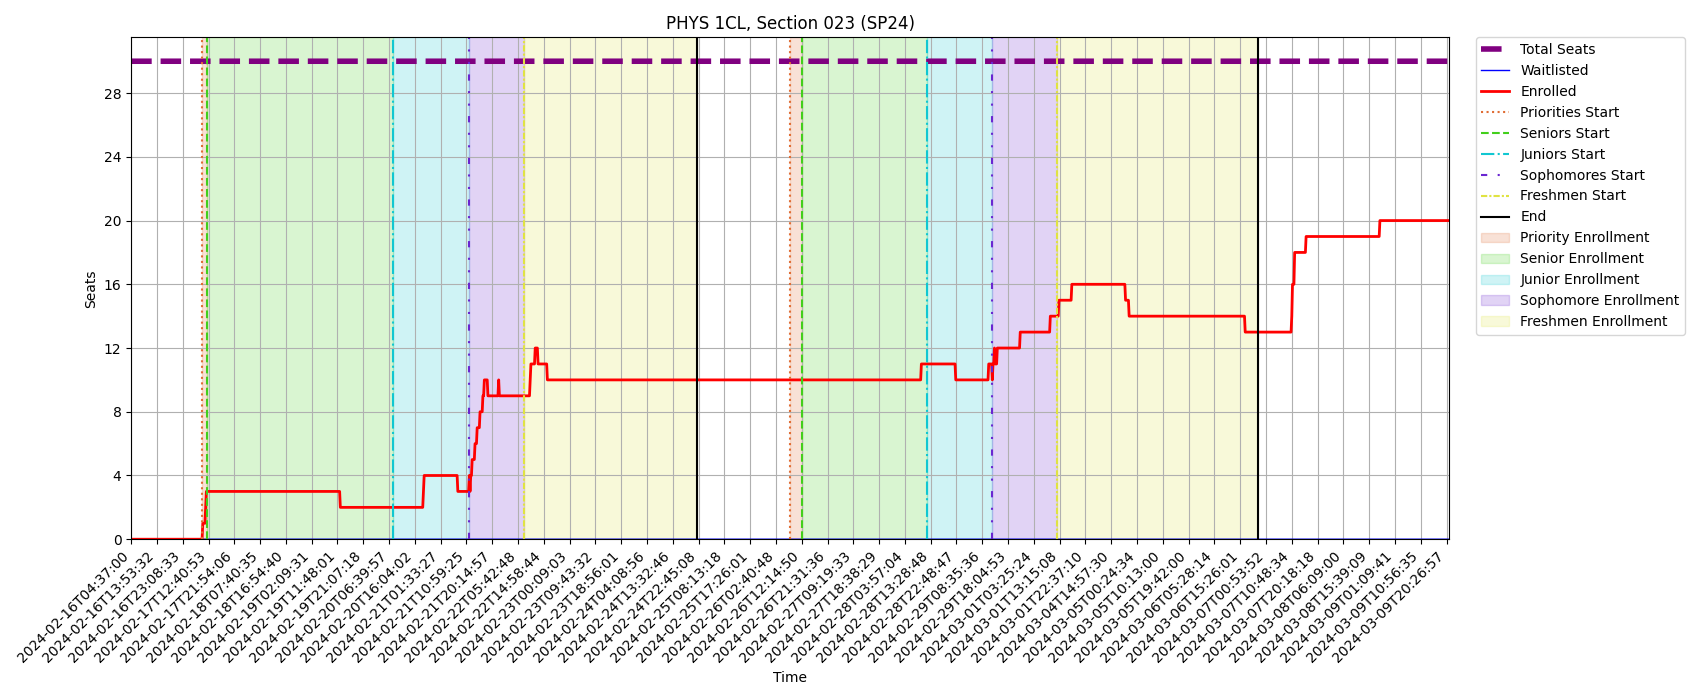 PHYS 1CL, Section 023 (SP24)
Seats
28
24
20
16
12
8
4
0
2024-02-16T04:37:00
2024-02-16T13:53:32
2024-02-16T23:08:33
2024-02-17T12:40:53
2024-02-17T21:54:06
2024-02-18T07:40:35
2024-02-18T16:54:40
2024-02-19T02:09:31
2024-02-19T11:48:01
2024-02-19T21:07:18
2024-02-20T06:39:57
2024-02-20T16:04:02
2024-02-21T01:33:27
2024-02-21T10:59:25
2024-02-21T20:14:57
2024-02-22T05:42:48
2024-02-22T14:58:44
2024-02-23T00:09:03
2024-02-23T09:43:32
2024-02-23T18:56:01
2024-02-24T04:08:56
2024-02-24T13:32:46
2024-02-24T22:45:08
2024-02-25T08:13:18
2024-02-25T17:26:01
2024-02-26T02:40:48
2024-02-26T12:14:50
2024-02-26T21:31:36
2024-02-27T09:19:33
2024-02-27T18:38:29
2024-02-28T03:57:04
2024-02-28T13:28:48
2024-02-28T22:48:47
2024-02-29T08:35:36
2024-02-29T18:04:53
2024-03-01T03:25:24
2024-03-01T13:15:08
2024-03-01T22:37:10
2024-03-04T14:57:30
2024-03-05T00:24:34
2024-03-05T10:13:00
2024-03-05T19:42:00
2024-03-06T05:28:14
2024-03-06T15:26:01
2024-03-07T00:53:52
2024-03-07T10:48:34
2024-03-07T20:18:18
2024-03-08T06:09:00
2024-03-08T15:39:09
2024-03-09T01:09:41
2024-03-09T10:56:35
2024-03-09T20:26:57
Time
Total Seats
Waitlisted
Enrolled
Priorities Start
Seniors Start
Juniors Start
Sophomores Start
Freshmen Start
End
Priority Enrollment
Senior Enrollment
Junior Enrollment
Sophomore Enrollment
Freshmen Enrollment